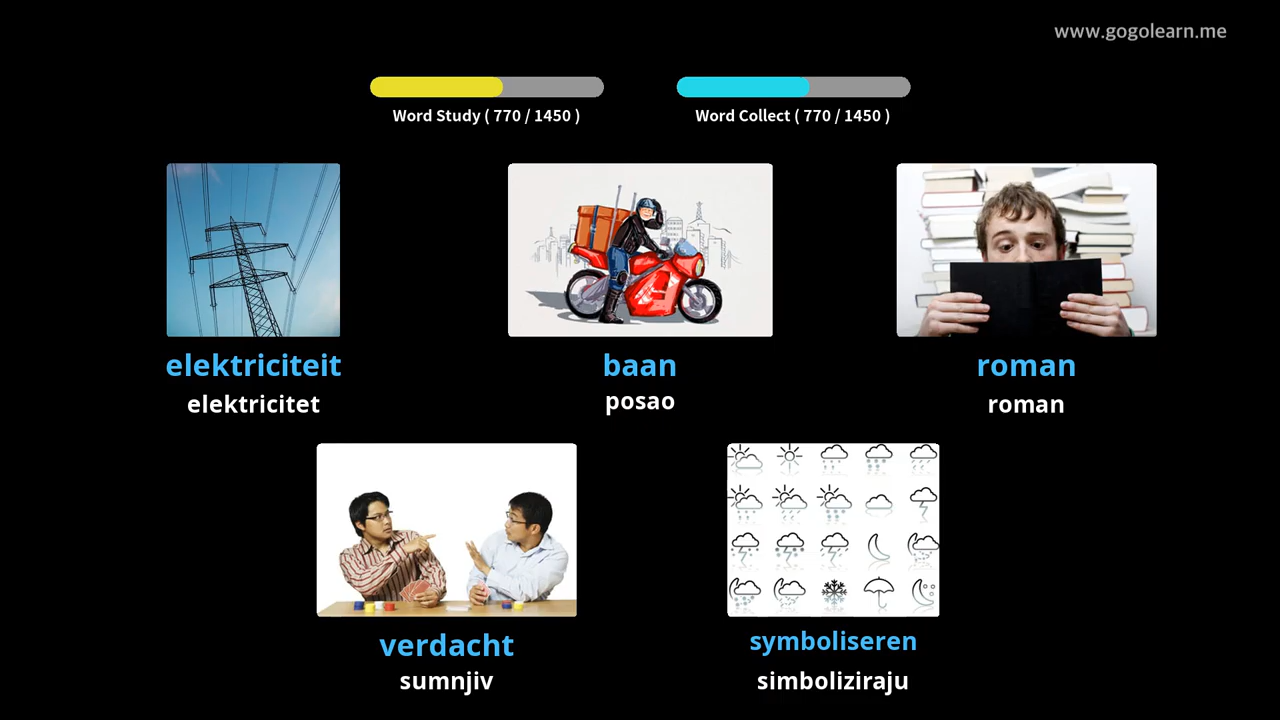 www.gogolearn.me
Word Study ( 770 / 1450 )
Word Collect ( 770 / 1450 )
elektriciteit
elektricitet
baan
posao
roman
roman
verdacht
sumnjiv
symboliseren
simboliziraju